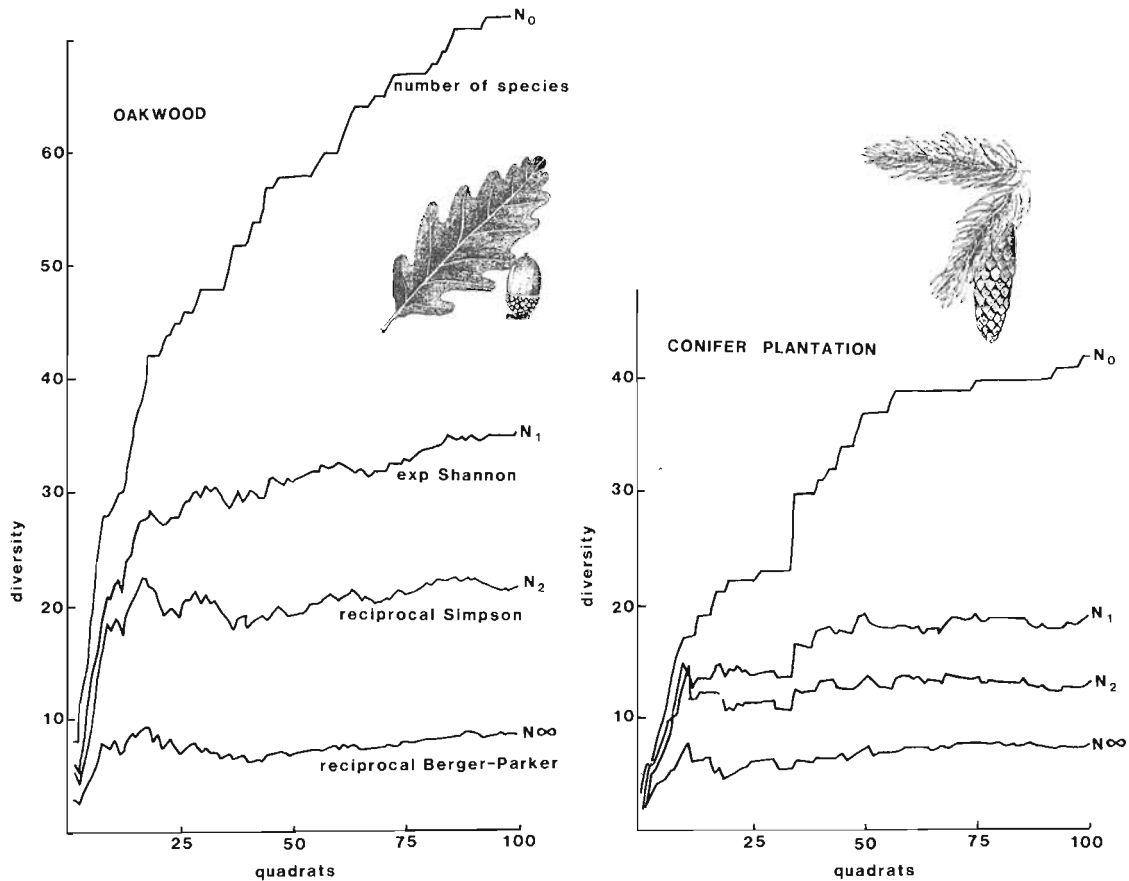 OAKWOOD
N0
number of species
N1
exp Shannon
N2
reciprocal Simpson
N∞
reciprocal Berger-Parker
diversity
60
50
40
30
20
10
25
50
75
100
quadrats
CONIFER PLANTATION
N0
N1
N2
N∞
diversity
40
30
20
10
25
50
75
100
quadrats